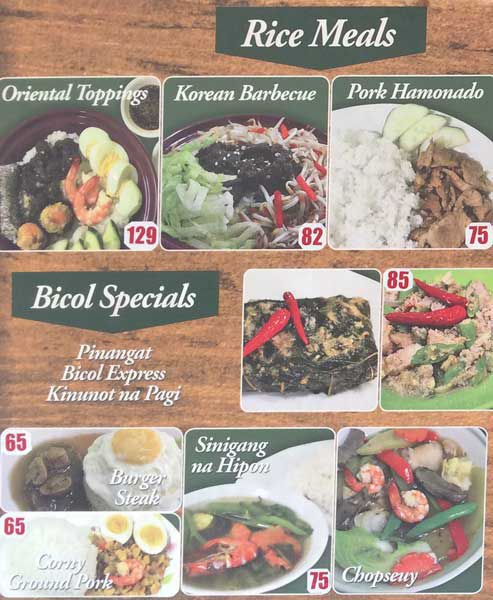 Rice Meals
Oriental Toppings
129
Korean Barbecue
82
Pork Hamonado
75
Bicol Specials
Pinangat
Bicol Express
Kinunot na Pagi
85
65
Burger
Steak
65
Corny
Ground Pork
Sinigang
na Hipon
75
Chopseuy